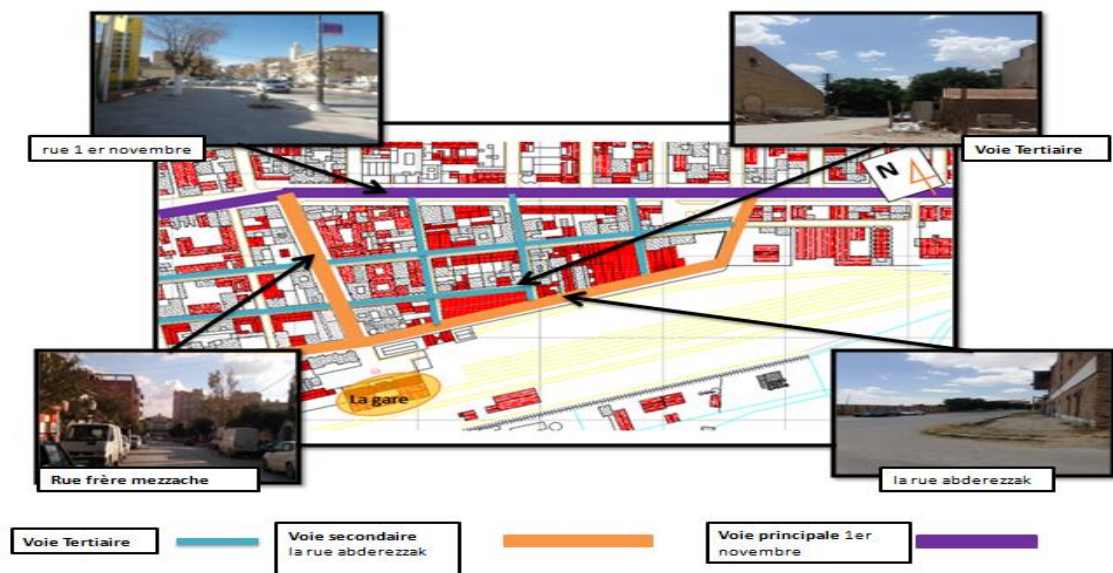 rue 1 er novembre
Voie Tertiaire
N
La gare
Rue frère mezzache
la rue abderezzak
Voie Tertiaire
Voie secondaire
la rue abderezzak
Voie principale 1er
novembre